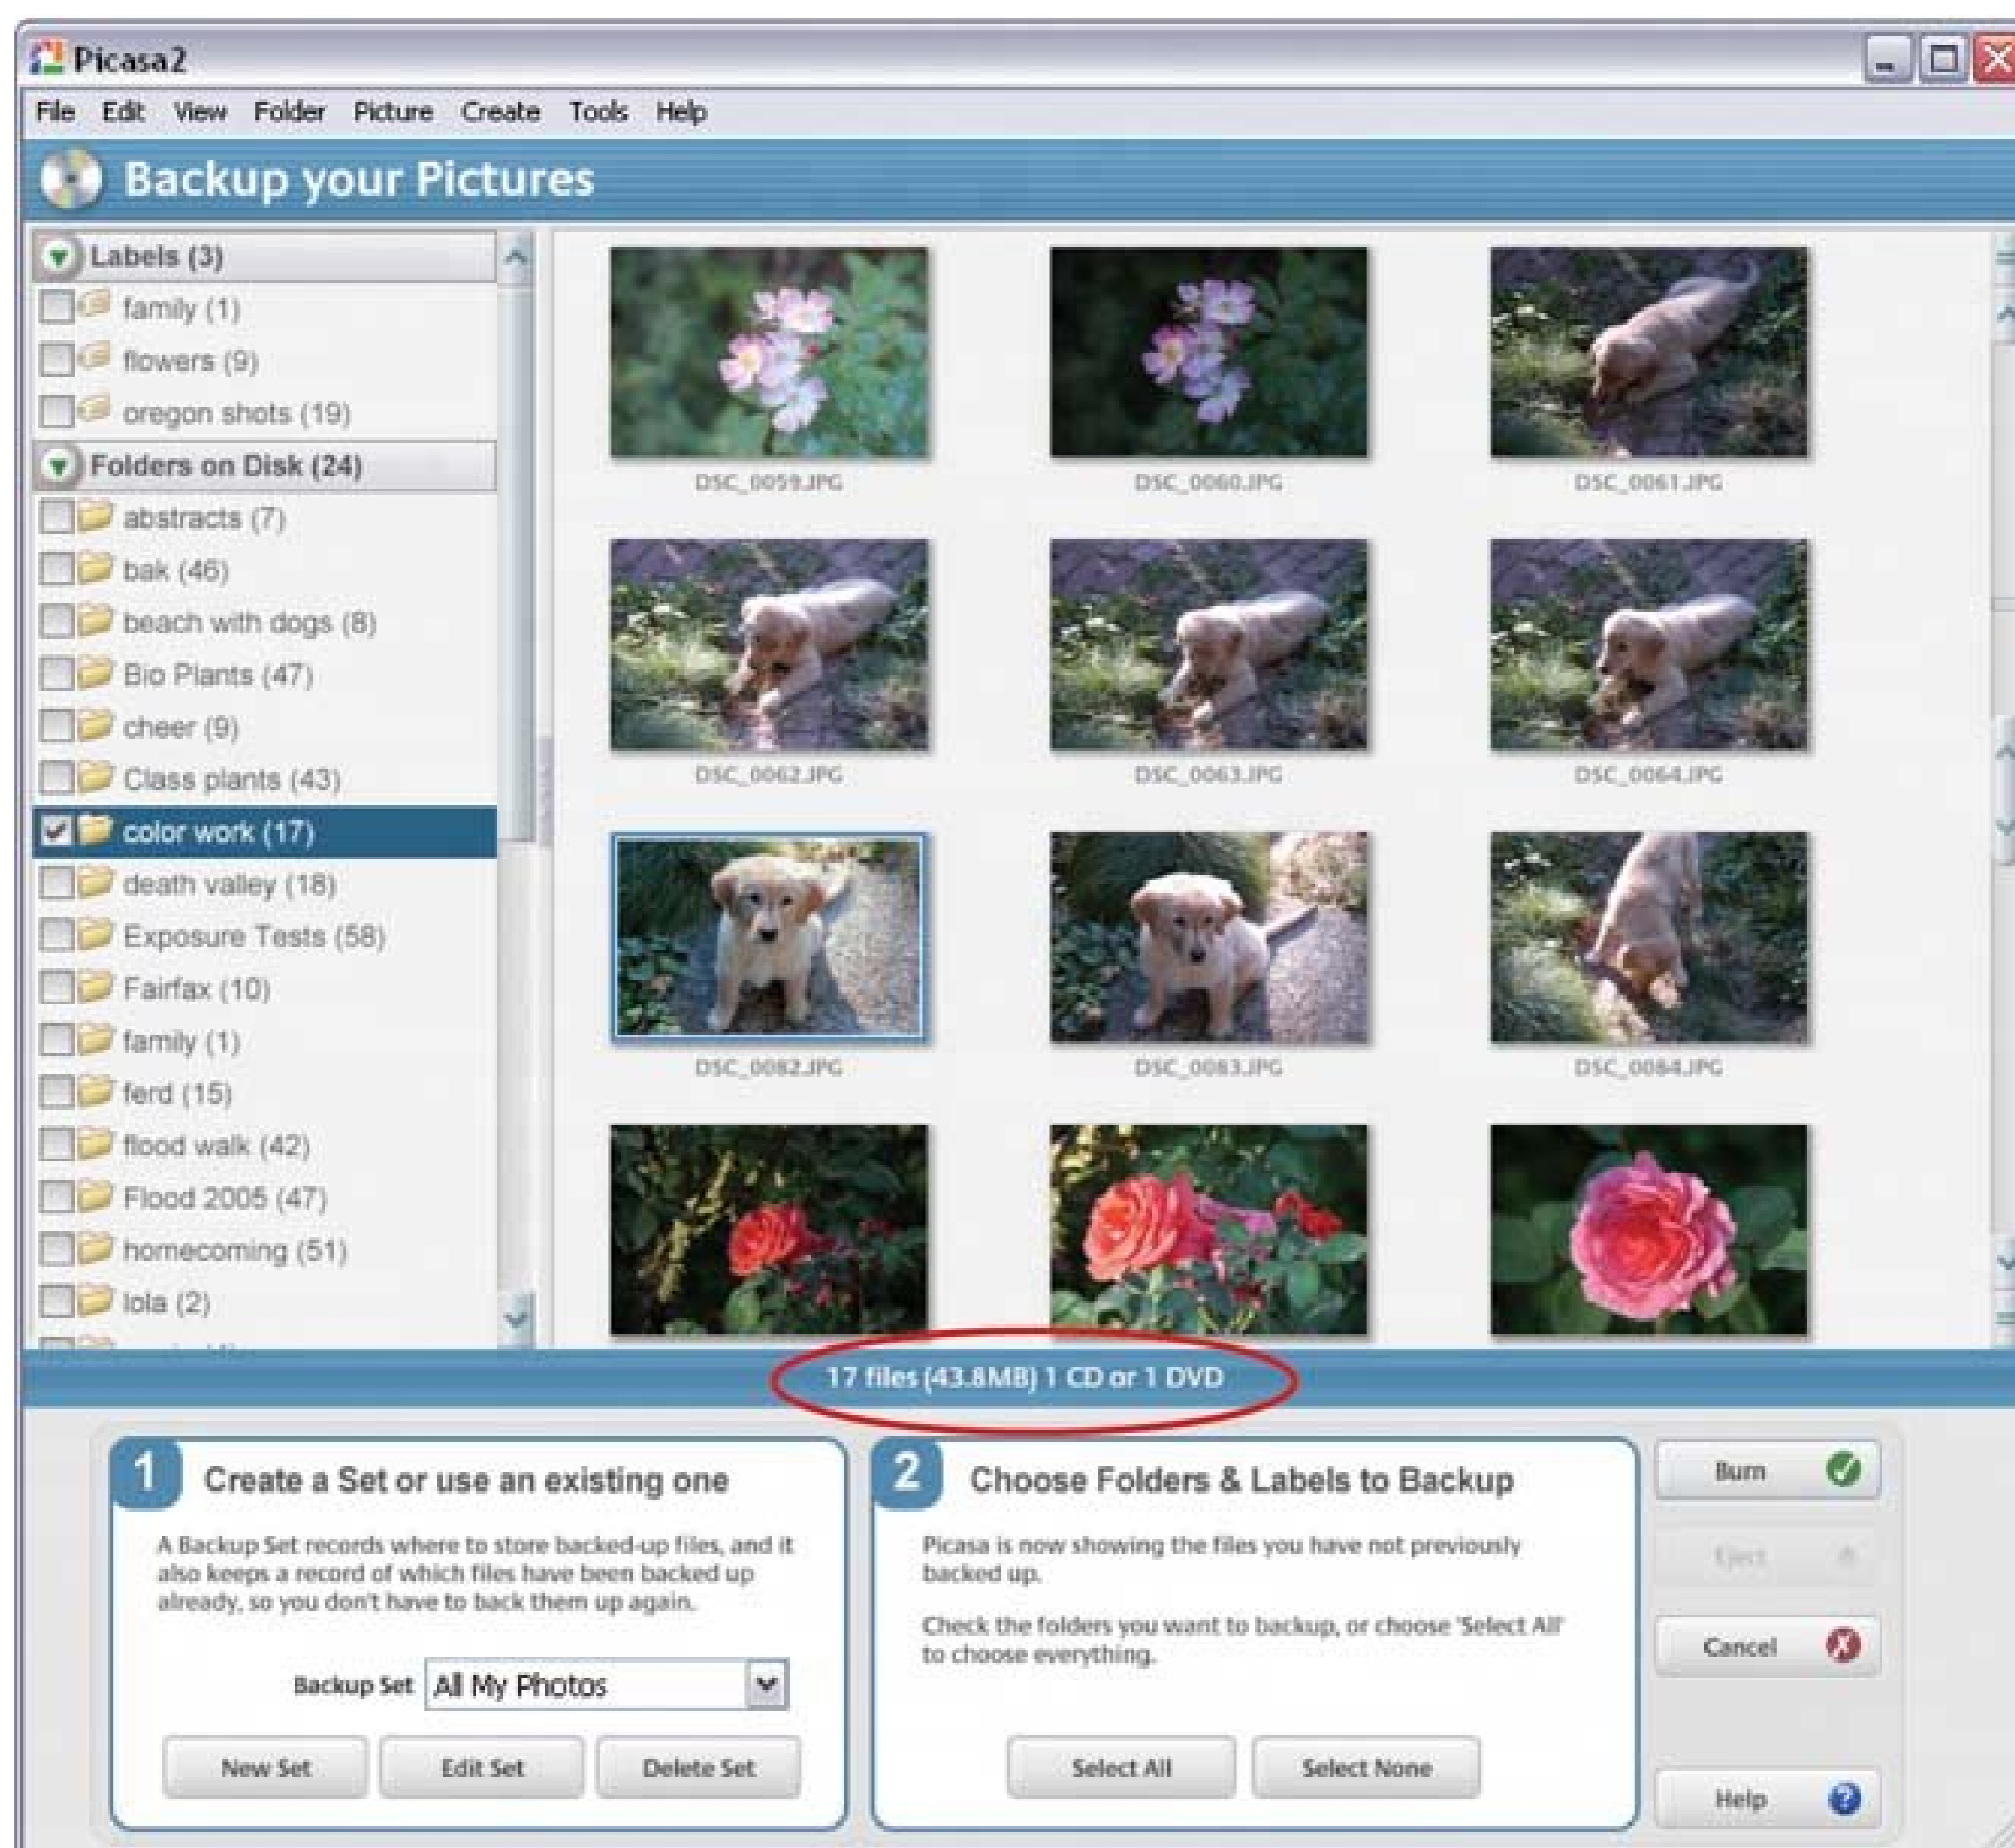 Picasa2
File Edit View Folder Picture Create Tools Help
Backup your Pictures
Labels (3)
family (1)
flowers (9)
oregon shots (19)
Folders on Disk (24)
abstracts (7)
bak (46)
beach with dogs (8)
Bio Plants (47)
cheer (9)
Class plants (43)
color work (17)
death valley (18)
Exposure Tests (58)
Fairfax (10)
family (1)
ferd (15)
flood walk (42)
Flood 2005 (47)
homecoming (51)
lola (2)
DSC_0059.JPG DSC_0060.JPG DSC_0061.JPG
DSC_0062.JPG DSC_0063.JPG DSC_0064.JPG
DSC_0082.JPG DSC_0083.JPG DSC_0084.JPG
17 files (43.8MB) 1 CD or 1 DVD
1 Create a Set or use an existing one
A Backup Set records where to store backed-up files, and it
also keeps a record of which files have been backed up
already, so you don't have to back them up again.
Backup Set All My Photos
New Set Edit Set Delete Set
2 Choose Folders & Labels to Backup
Picasa is now showing the files you have not previously
backed up.
Check the folders you want to backup, or choose 'Select All'
to choose everything.
Select All Select None
Burn
Eject
Cancel
Help